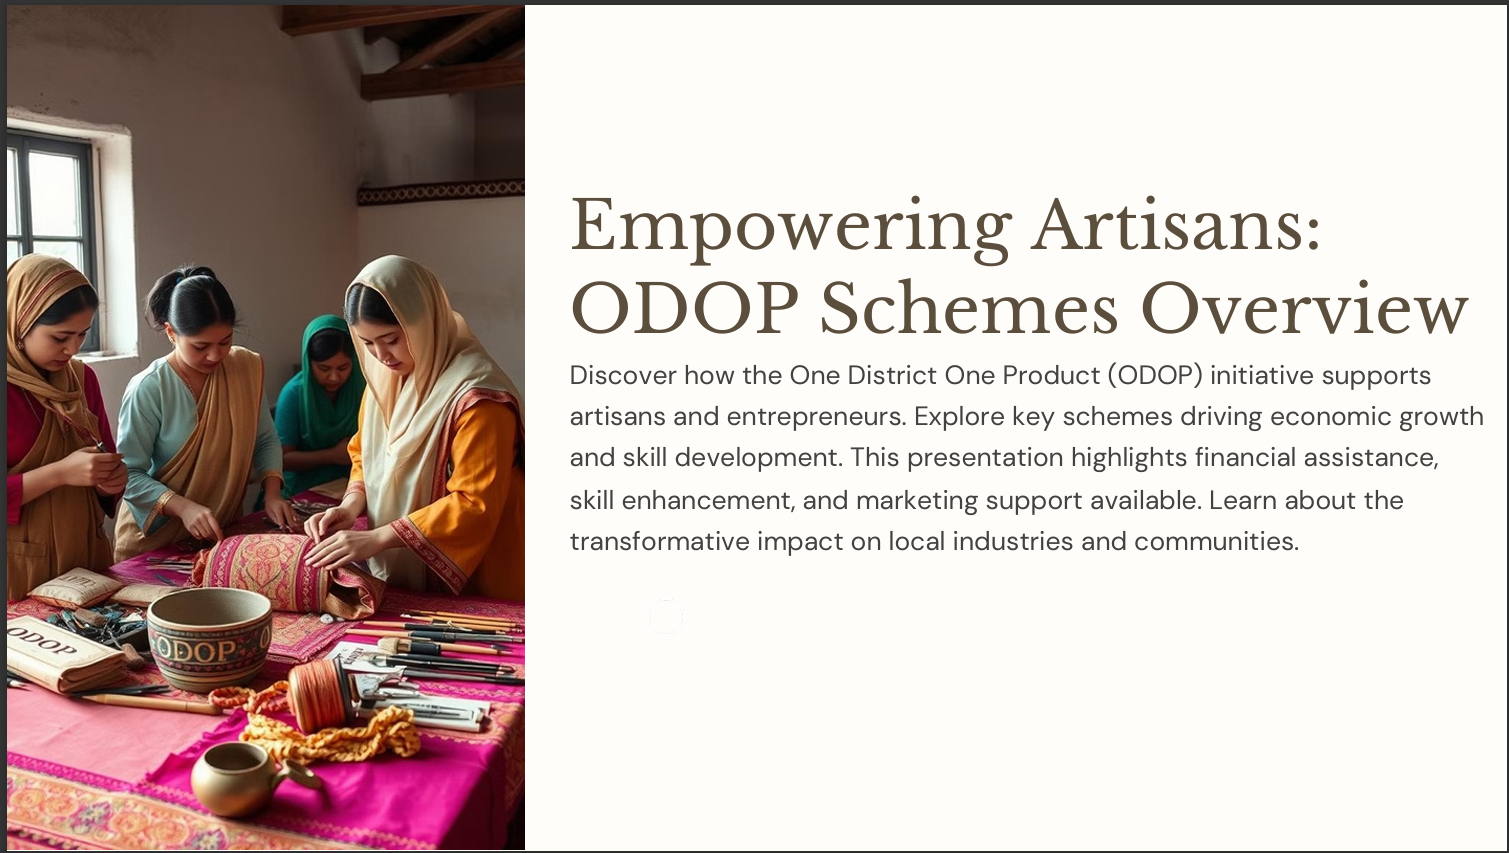 Empowering Artisans:
ODOP Schemes Overview
Discover how the One District One Product (ODOP) initiative supports
artisans and entrepreneurs. Explore key schemes driving economic growth
and skill development. This presentation highlights financial assistance,
skill enhancement, and marketing support available. Learn about the
transformative impact on local industries and communities.
ODOP
ODOP